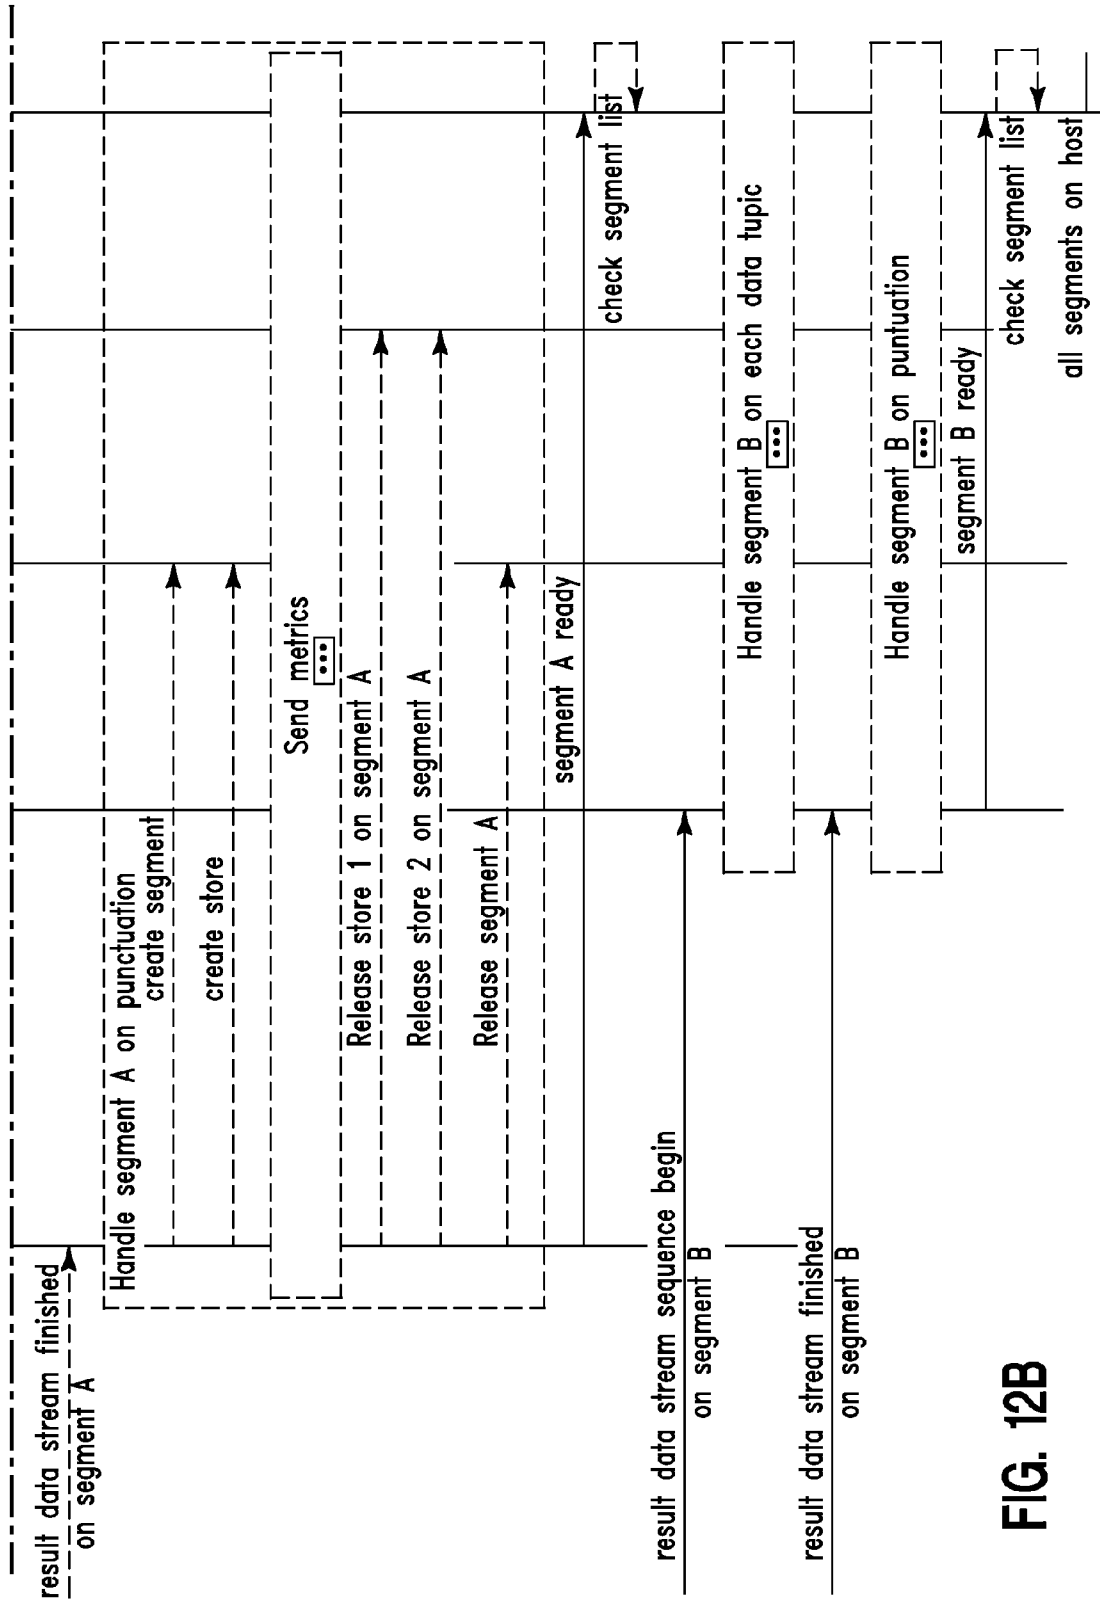 result data stream finished
on segment A
Handle segment A on punctuation
create segment
create store
Send metrics
Release store 1 on segment A
Release store 2 on segment A
Release segment A
segment A ready
check segment list
result data stream sequence begin
on segment B
Handle segment B on each data tupic
result data stream finished
on segment B
Handle segment B on puntuation
segment B ready
check segment list
all segments on host
FIG. 12B